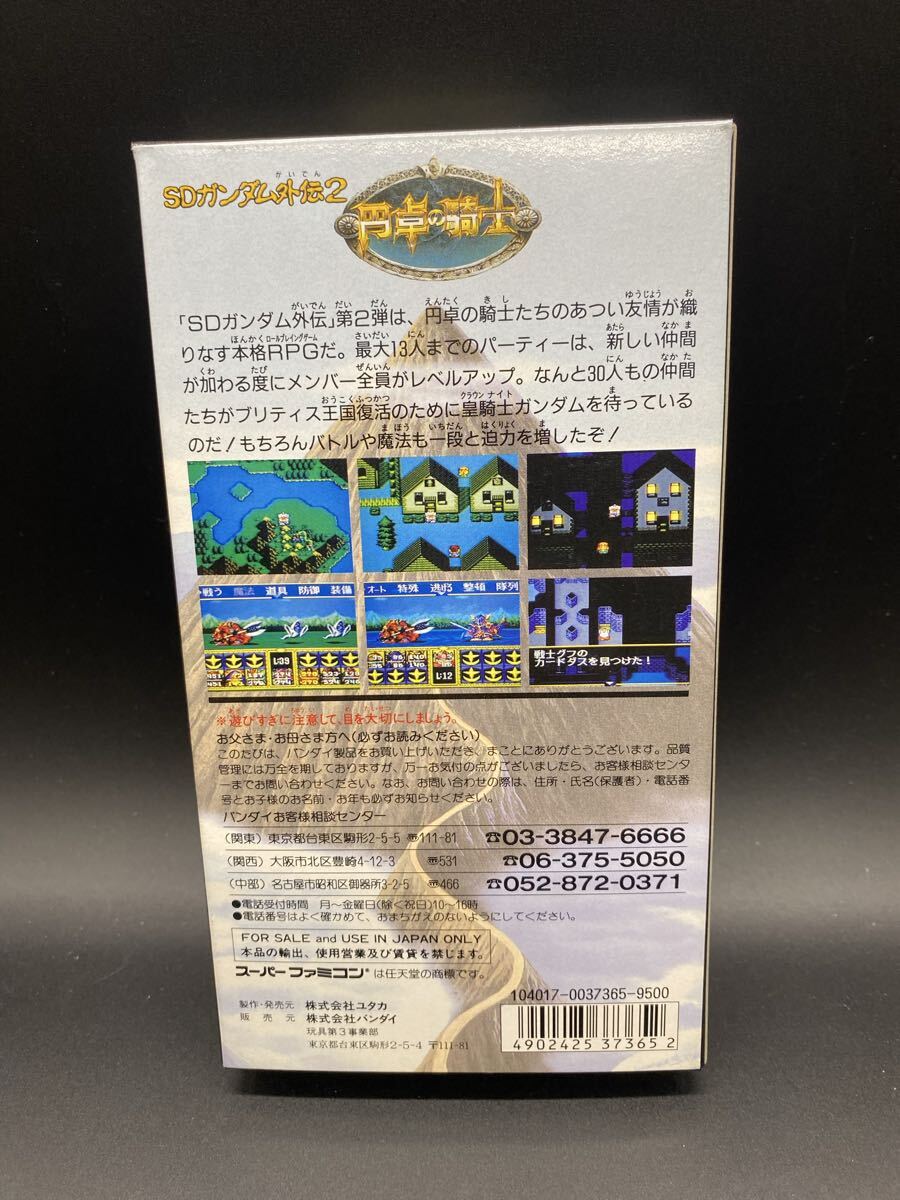 SDガンダム外伝2
がいでん
円卓の騎士
「SDガンダム外伝」第2弾は、円卓の騎士たちのあつい友情が織
りなす本格RPGだ。最大13人までのパーティーは、新しい仲間
が加わる度にメンバー全員がレベルアップ。なんと30人もの仲間
たちがブリティス王国復活のために皇騎士ガンダムを待っている
のだ!もちろんバトルや魔法も一段と迫力を増したぞ!
戦う 魔法 道具 防御 装備
オート 特殊 逃げる 整頓 隊列
L:39
L:12
戦士グフの
カードダスを見つけた!
※遊びすぎに注意して、目を大切にしましょう。
お父さま・お母さま方へ(必ずお読みください)
このたびは、バンダイ製品をお買い上げいただき、まことにありがとうございます。品質
管理には万全を期しておりますが、万一お気付の点がございましたら、お客様相談センタ
ーまでお問い合わせください。なお、お問い合わせの際は、住所・氏名(保護者)・電話番
号とお子様のお名前・お年も必ずお知らせください。
バンダイお客様相談センター
(関東) 東京都台東区駒形2-5-5 〠111-81 ☎03-3847-6666
(関西) 大阪市北区豊崎4-12-3 〠531 ☎06-375-5050
(中部) 名古屋市昭和区御器所3-2-5 〠466 ☎052-872-0371
●電話受付時間 月〜金曜日(除く祝日)10〜16時
●電話番号はよく確かめて、おまちがえのないようにしてください。
FOR SALE and USE IN JAPAN ONLY
本品の輸出、使用営業及び賃貸を禁じます。
スーパーファミコン®は任天堂の商標です。
製作・発売元 株式会社ユタカ
販売元 株式会社バンダイ
玩具第3事業部
東京都台東区駒形2-5-4 〒111-81
104017-0037365-9500
4902425373652